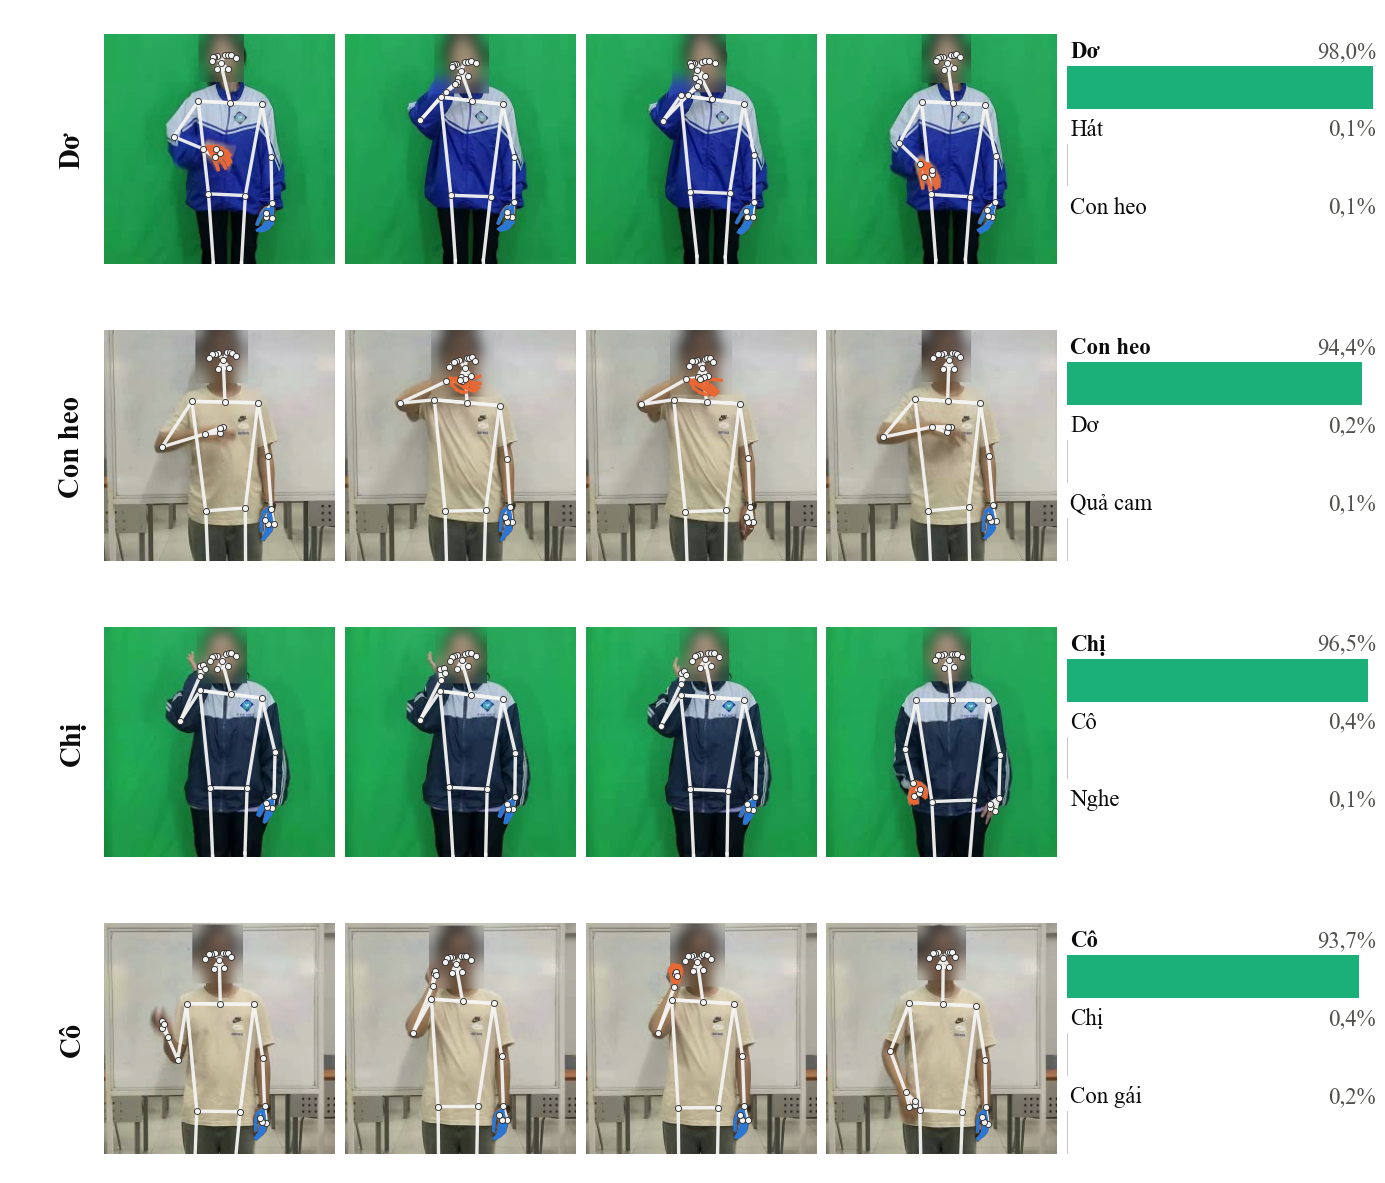 Dơ
Dơ 98,0%
Hát 0,1%
Con heo 0,1%
Con heo
Con heo 94,4%
Dơ 0,2%
Quả cam 0,1%
Chị
Chị 96,5%
Cô 0,4%
Nghe 0,1%
Cô
Cô 93,7%
Chị 0,4%
Con gái 0,2%